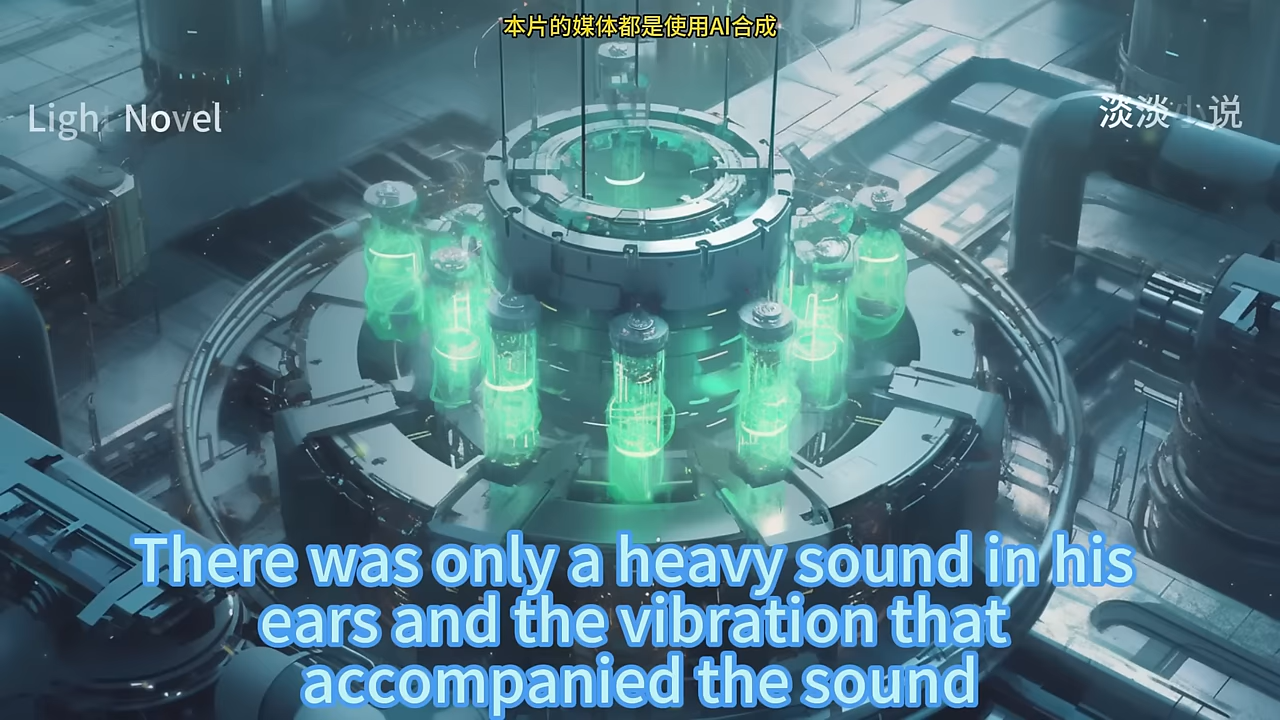 本片的媒体都是使用AI合成
Light Novel
淡淡小说
There was only a heavy sound in his
ears and the vibration that
accompanied the sound